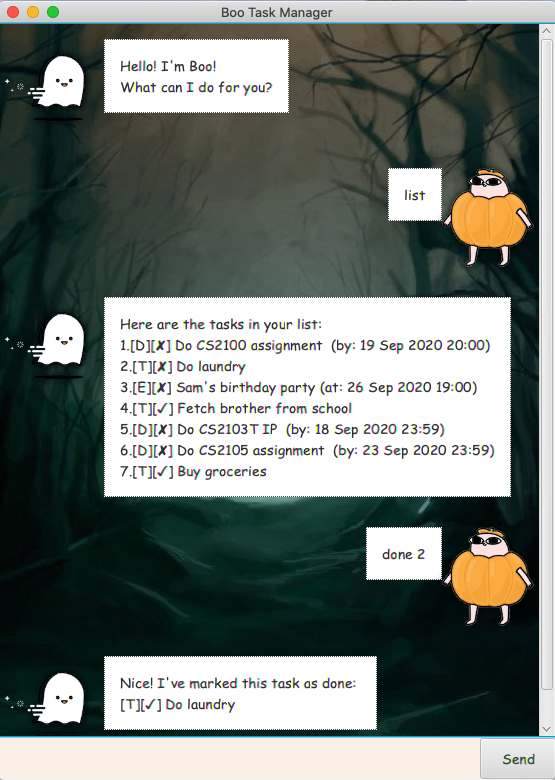 Boo Task Manager
Hello! I'm Boo!
What can I do for you?
list
Here are the tasks in your list:
1.[D][✘] Do CS2100 assignment  (by: 19 Sep 2020 20:00)
2.[T][✘] Do laundry
3.[E][✘] Sam's birthday party (at: 26 Sep 2020 19:00)
4.[T][✓] Fetch brother from school
5.[D][✘] Do CS2103T IP  (by: 18 Sep 2020 23:59)
6.[D][✘] Do CS2105 assignment  (by: 23 Sep 2020 23:59)
7.[T][✓] Buy groceries
done 2
Nice! I've marked this task as done:
[T][✓] Do laundry
Send